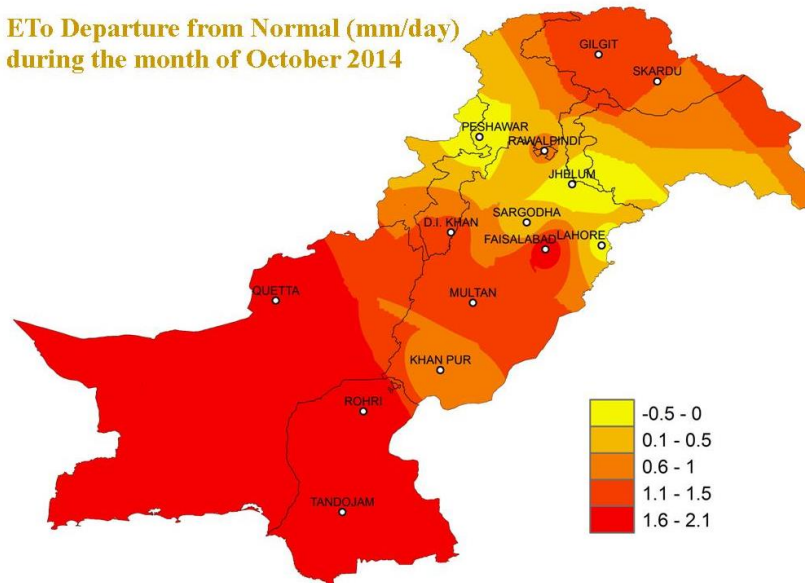 ETo Departure from Normal (mm/day)
during the month of October 2014
GILGIT
SKARDU
PESHAWAR
RAWALPINDI
JHELUM
SARGODHA
D.I. KHAN
FAISALABAD
LAHORE
QUETTA
MULTAN
KHAN PUR
ROHRI
TANDOJAM
-0.5 - 0
0.1 - 0.5
0.6 - 1
1.1 - 1.5
1.6 - 2.1